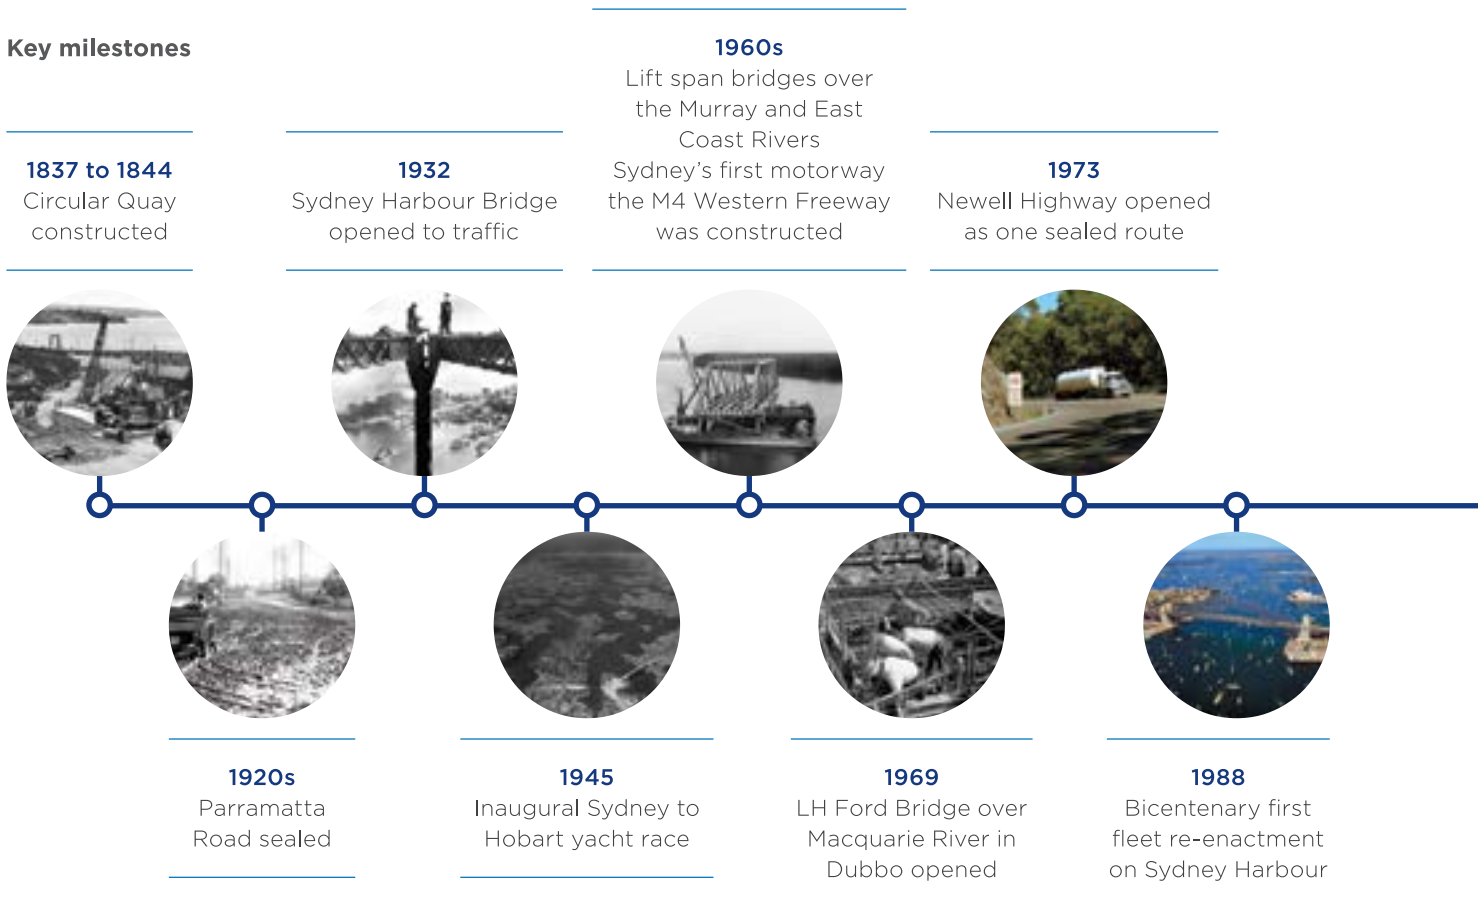 Key milestones
1837 to 1844
Circular Quay
constructed
1920s
Parramatta
Road sealed
1932
Sydney Harbour Bridge
opened to traffic
1945
Inaugural Sydney to
Hobart yacht race
1960s
Lift span bridges over
the Murray and East
Coast Rivers
Sydney's first motorway
the M4 Western Freeway
was constructed
1969
LH Ford Bridge over
Macquarie River in
Dubbo opened
1973
Newell Highway opened
as one sealed route
1988
Bicentenary first
fleet re-enactment
on Sydney Harbour